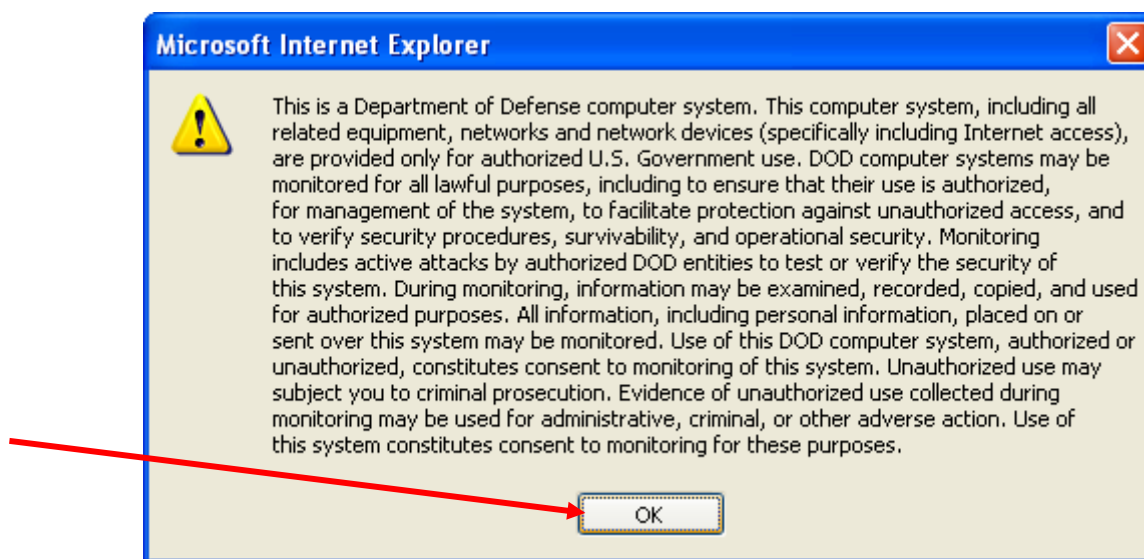 Microsoft Internet Explorer
This is a Department of Defense computer system. This computer system, including all
related equipment, networks and network devices (specifically including Internet access),
are provided only for authorized U.S. Government use. DOD computer systems may be
monitored for all lawful purposes, including to ensure that their use is authorized,
for management of the system, to facilitate protection against unauthorized access, and
to verify security procedures, survivability, and operational security. Monitoring
includes active attacks by authorized DOD entities to test or verify the security of
this system. During monitoring, information may be examined, recorded, copied, and used
for authorized purposes. All information, including personal information, placed on or
sent over this system may be monitored. Use of this DOD computer system, authorized or
unauthorized, constitutes consent to monitoring of this system. Unauthorized use may
subject you to criminal prosecution. Evidence of unauthorized use collected during
monitoring may be used for administrative, criminal, or other adverse action. Use of
this system constitutes consent to monitoring for these purposes.
OK